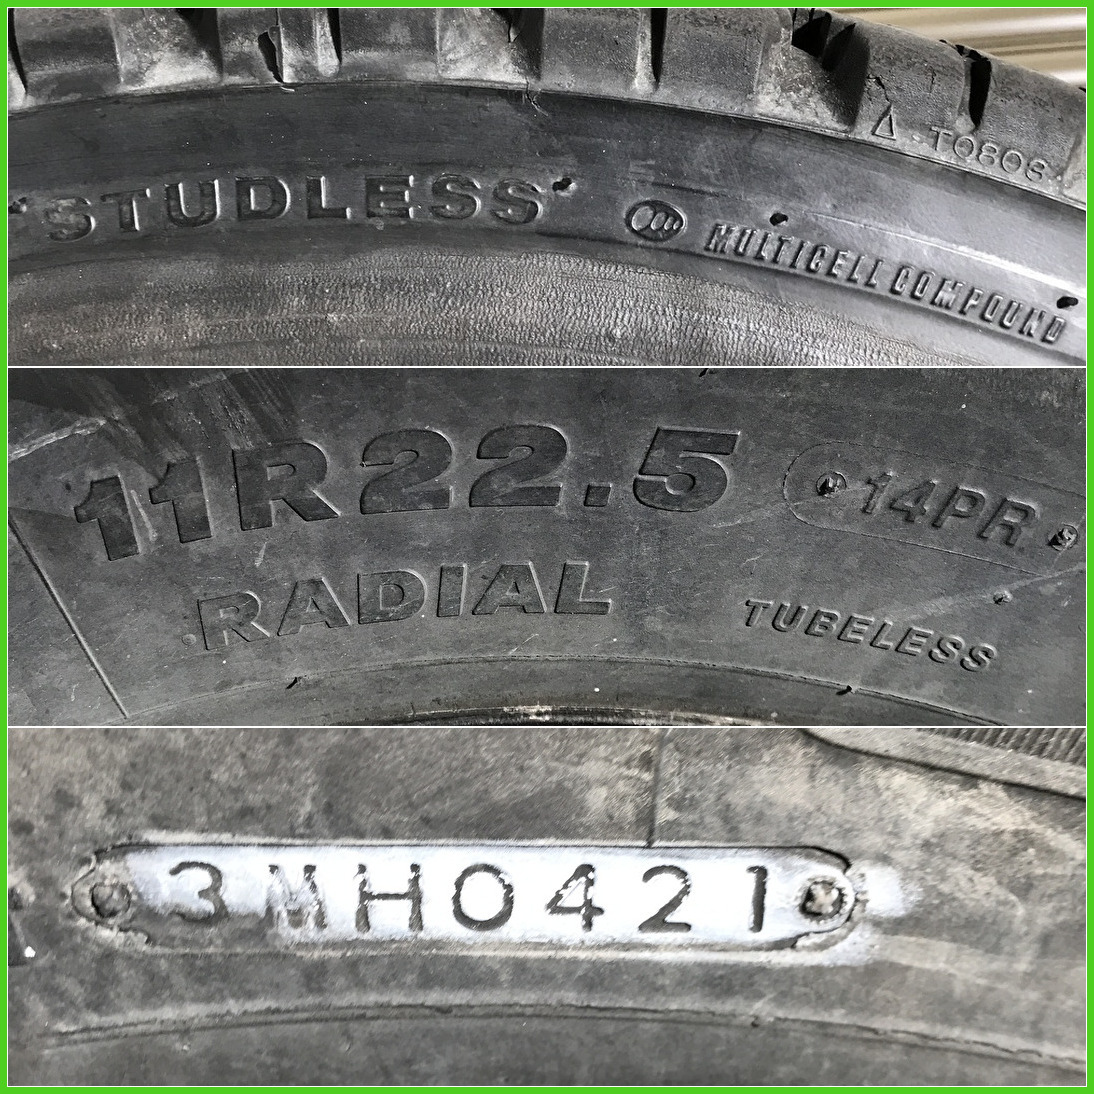 "STUDLESS"
MULTICELL COMPOUND
Δ-T0808
11R22.5
14PR
RADIAL
TUBELESS
3MH0421